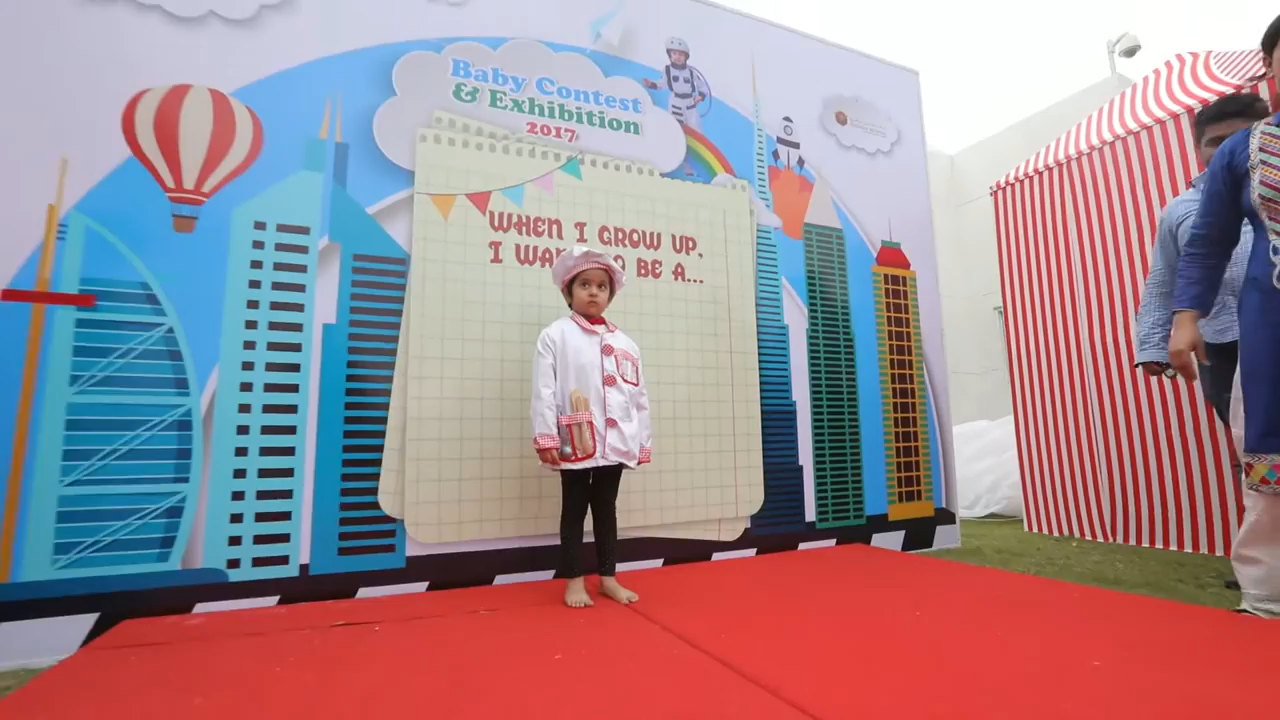 Baby Contest
& Exhibition
2017
WHEN I GROW UP,
I WA   O BE A...